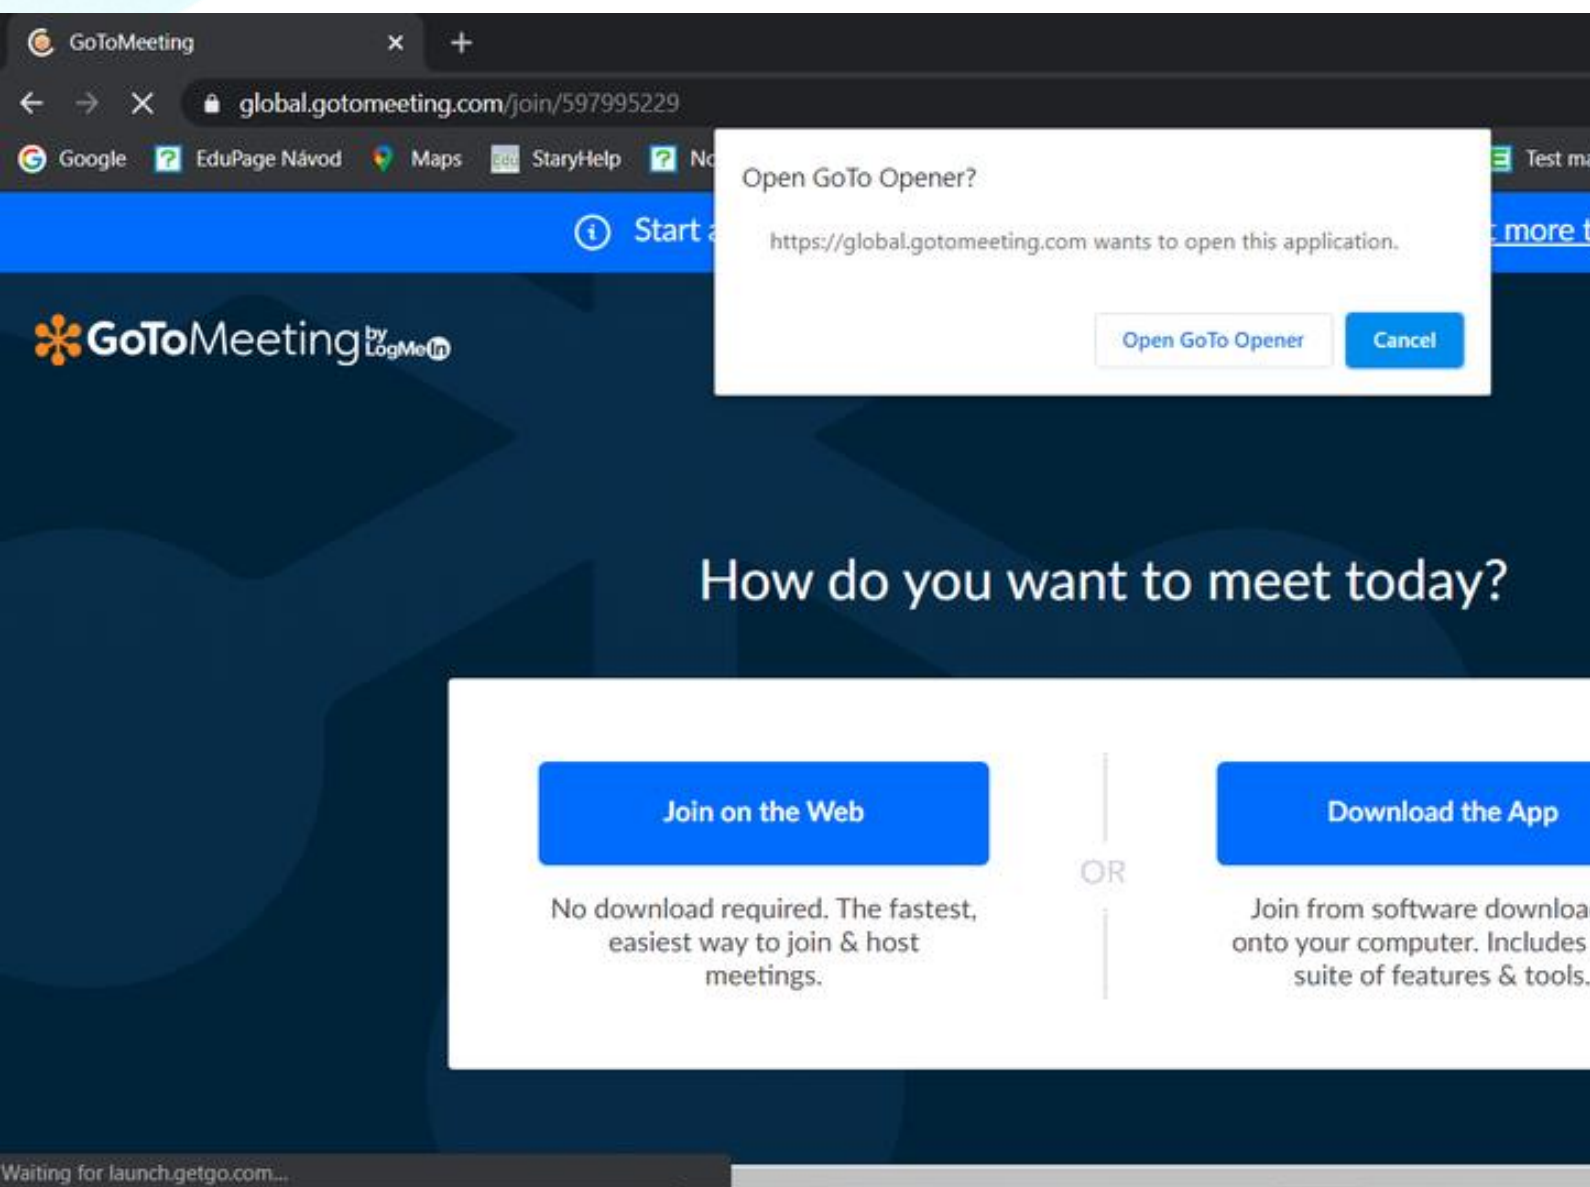 GoToMeeting
global.gotomeeting.com/join/597995229
Google EduPage Návod Maps Edu StaryHelp Test
Open GoTo Opener?
https://global.gotomeeting.com wants to open this application.
Open GoTo Opener Cancel
Start more
GoToMeeting by LogMeIn
How do you want to meet today?
Join on the Web
OR
Download the App
No download required. The fastest,
easiest way to join & host
meetings.
Join from software
onto your computer. Includes
suite of features & tools.
Waiting for launch.getgo.com...